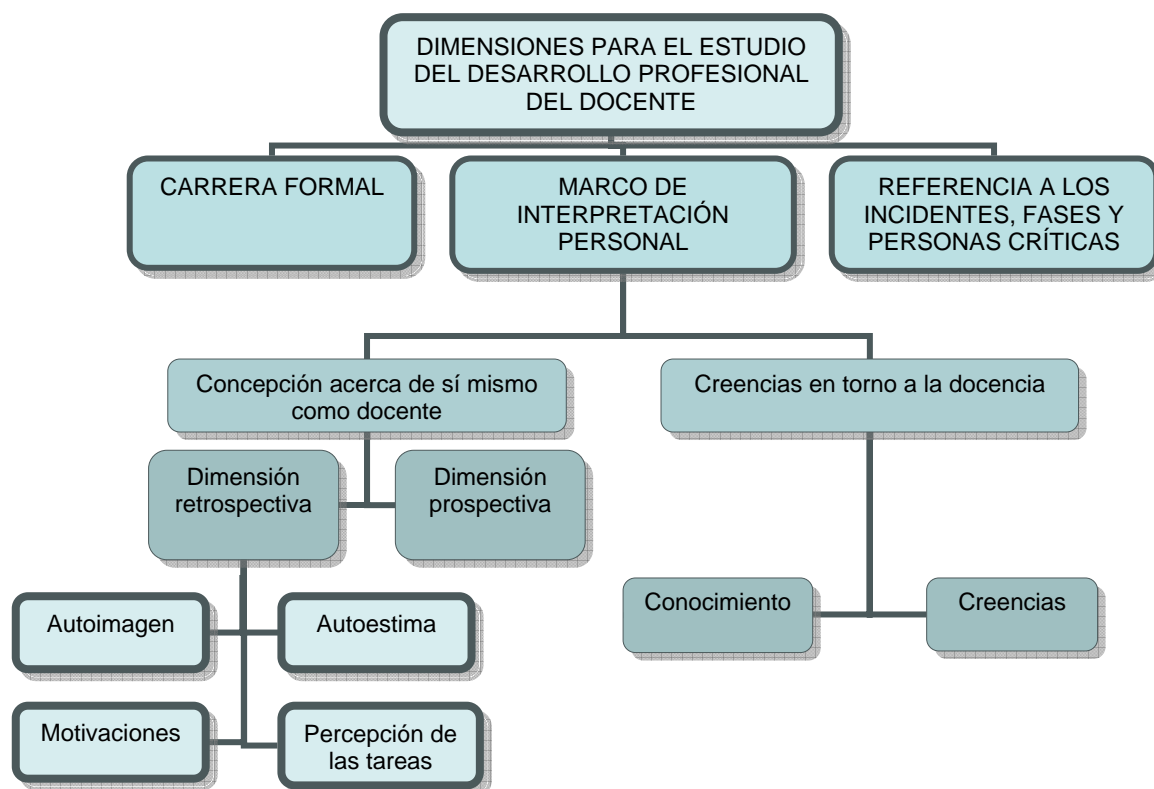 DIMENSIONES PARA EL ESTUDIO
DEL DESARROLLO PROFESIONAL
DEL DOCENTE
CARRERA FORMAL
MARCO DE
INTERPRETACIÓN
PERSONAL
REFERENCIA A LOS
INCIDENTES, FASES Y
PERSONAS CRÍTICAS
Concepción acerca de sí mismo
como docente
Creencias en torno a la docencia
Dimensión
retrospectiva
Dimensión
prospectiva
Conocimiento
Creencias
Autoimagen
Autoestima
Motivaciones
Percepción de
las tareas